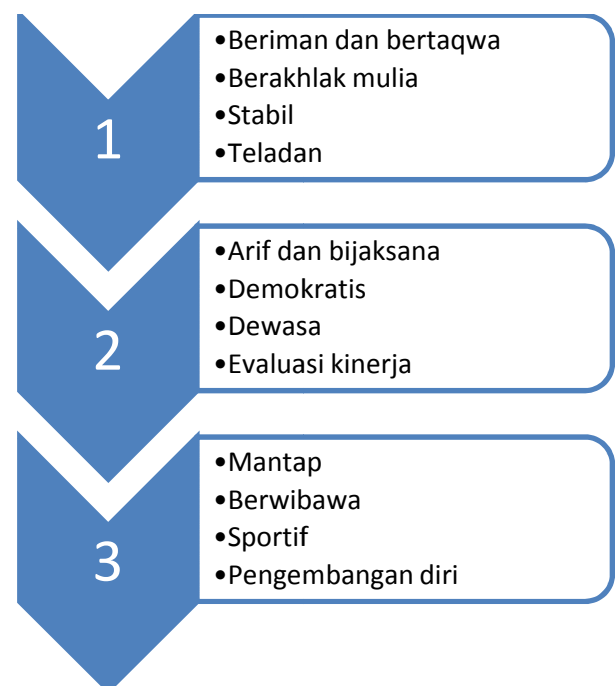 1
•Beriman dan bertaqwa
•Berakhlak mulia
•Stabil
•Teladan
2
•Arif dan bijaksana
•Demokratis
•Dewasa
•Evaluasi kinerja
3
•Mantap
•Berwibawa
•Sportif
•Pengembangan diri